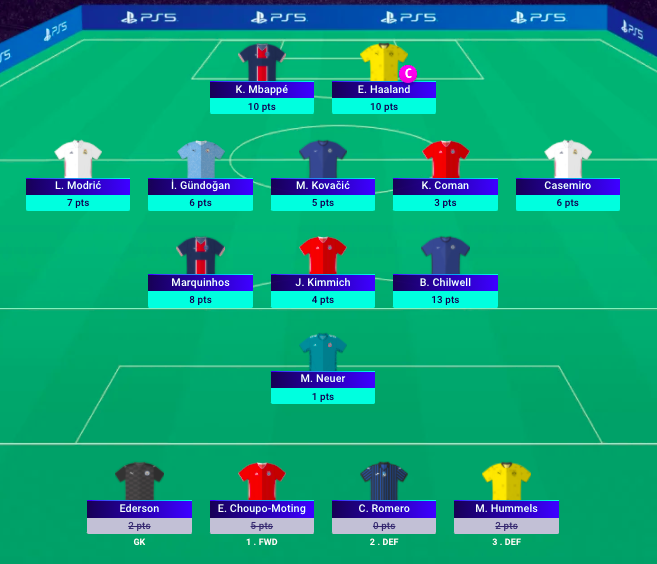 PS5 PS5 PS5 PS5 PS5
K. Mbappé E. Haaland C
10 pts 10 pts
L. Modrić İ. Gündoğan M. Kovačić K. Coman Casemiro
7 pts 6 pts 5 pts 3 pts 6 pts
Marquinhos J. Kimmich B. Chilwell
8 pts 4 pts 13 pts
M. Neuer
1 pts
Ederson E. Choupo-Moting C. Romero M. Hummels
2 pts 5 pts 0 pts 2 pts
GK 1 . FWD 2 . DEF 3 . DEF